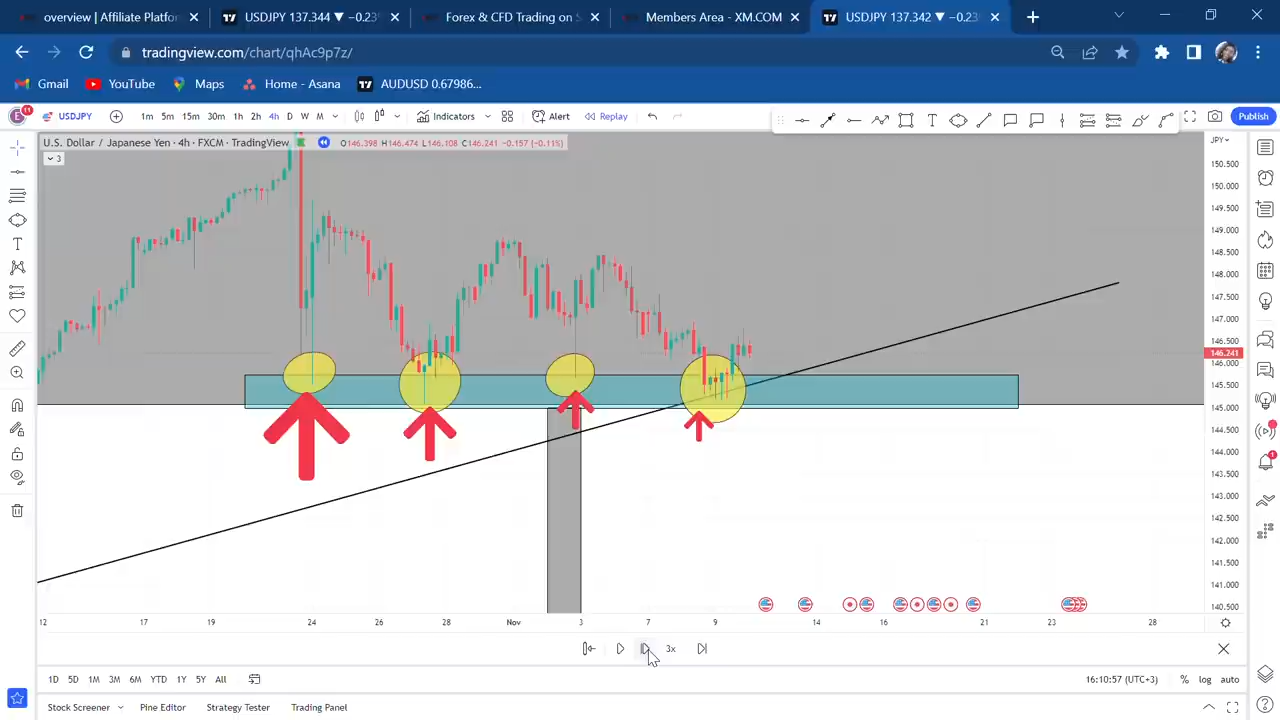 overview | Affiliate Platfor
USDJPY 137.344 ▼ −0.23%
Forex & CFD Trading on S
Members Area - XM.COM
USDJPY 137.342 ▼ −0.23%
tradingview.com/chart/qhAc9p7z/
Gmail YouTube Maps Home - Asana AUDUSD 0.67986...
11 USDJPY 1m 5m 15m 30m 1h 2h 4h D W M Indicators Alert Replay Publish
U.S. Dollar / Japanese Yen · 4h · FXCM · TradingView O146.398 H146.474 L146.108 C146.241 −0.157 (−0.11%)
JPY
3
150.500
150.000
149.500
149.000
148.500
148.000
147.500
147.000
146.500
146.241
146.000
145.500
145.000
144.500
144.000
143.500
143.000
142.500
142.000
141.500
141.000
140.500
12 17 19 24 26 28 Nov 3 7 9 14 16 21 23 28
3x
1D 5D 1M 3M 6M YTD 1Y 5Y All 16:10:57 (UTC+3) % log auto
Stock Screener Pine Editor Strategy Tester Trading Panel